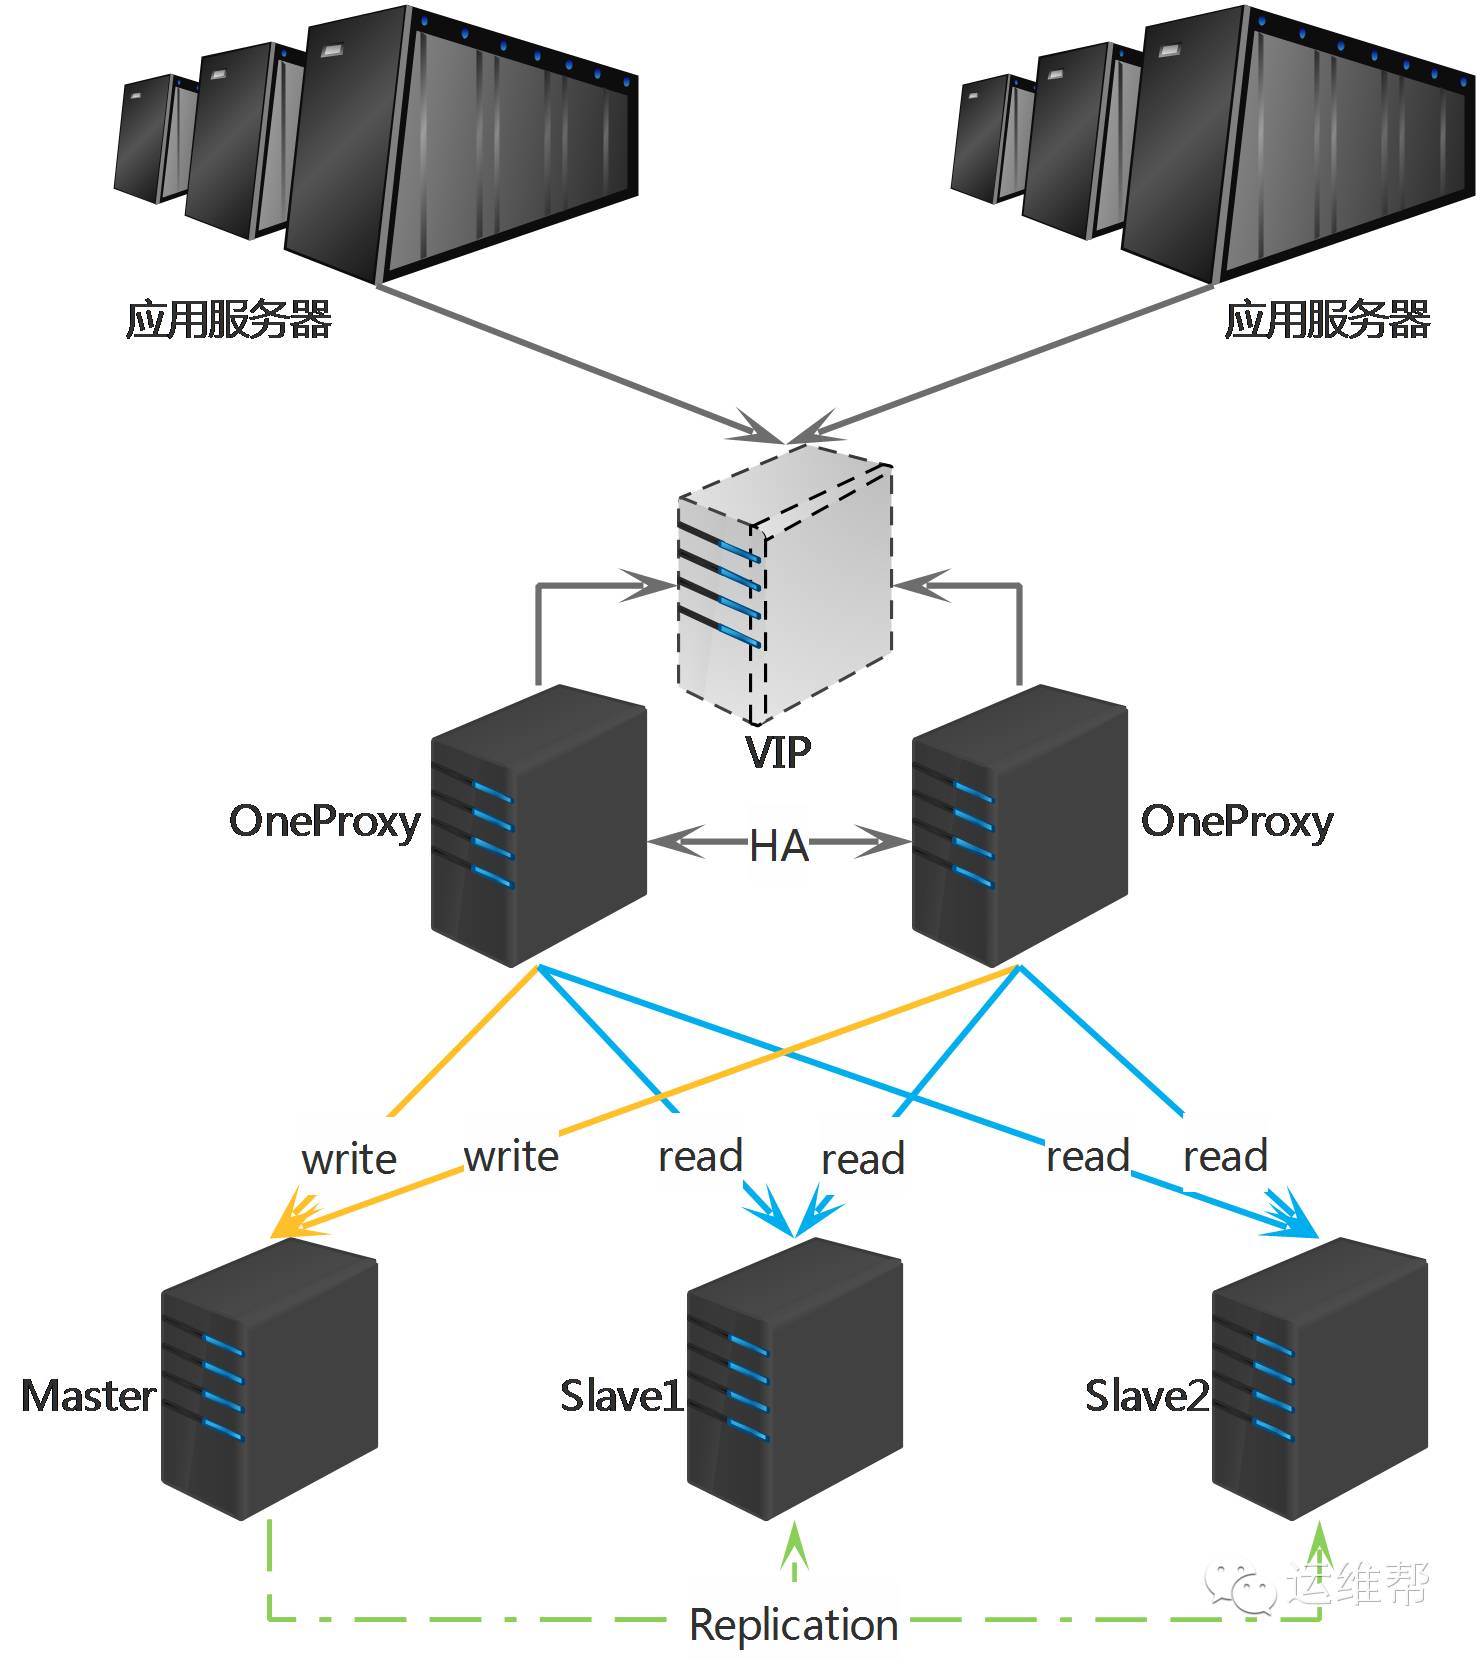 应用服务器
应用服务器
VIP
OneProxy
HA
OneProxy
write
write
read
read
read
read
Master
Slave1
Slave2
Replication
运维帮